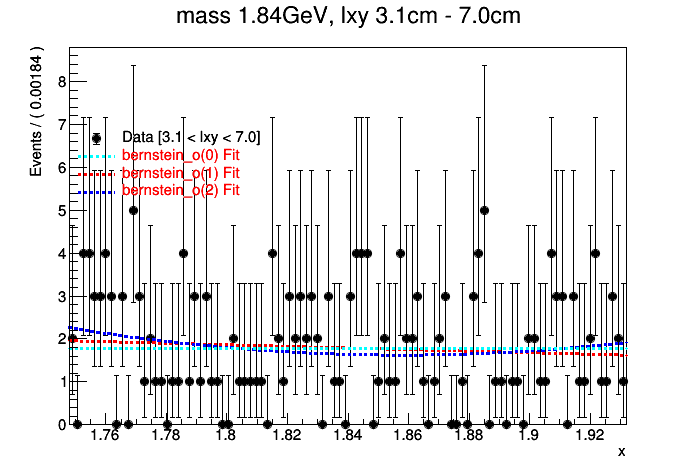 mass 1.84GeV, lxy 3.1cm - 7.0cm
Events / ( 0.00184 )
8
7
6
5
4
3
2
1
0
Data [3.1 < lxy < 7.0]
bernstein_o(0) Fit
bernstein_o(1) Fit
bernstein_o(2) Fit
1.76 1.78 1.8 1.82 1.84 1.86 1.88 1.9 1.92
x